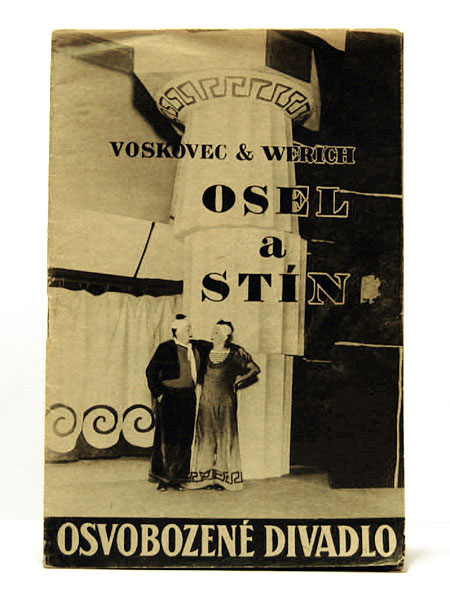 VOSKOVEC & WERICH
OSEL
a
STÍN
OSVOBOZENÉ DIVADLO